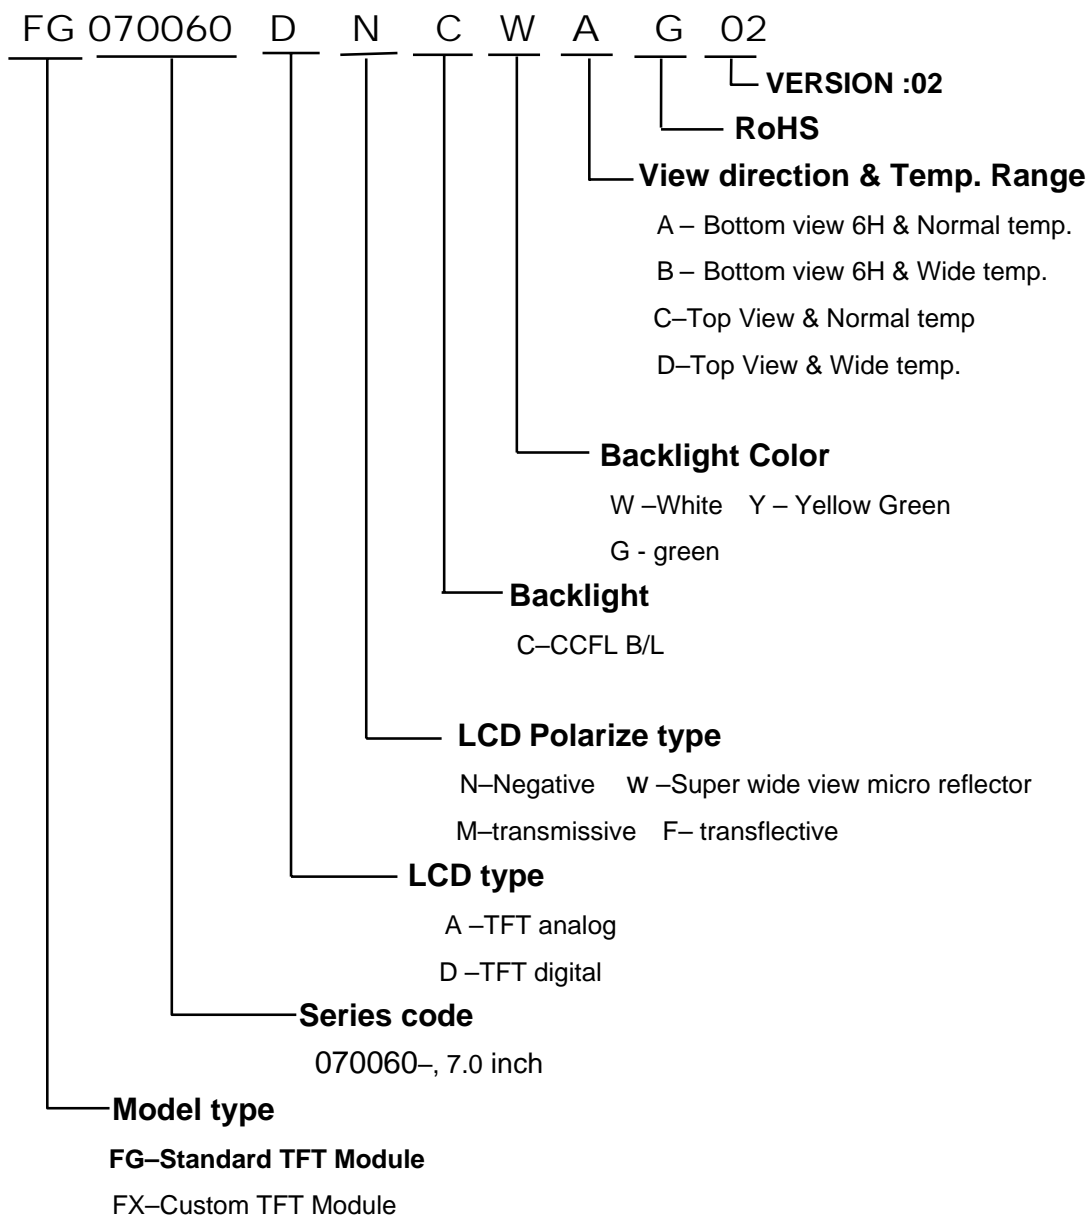 FG 070060 D N C W A G 02
VERSION :02
RoHS
View direction & Temp. Range
A – Bottom view 6H & Normal temp.
B – Bottom view 6H & Wide temp.
C–Top View & Normal temp
D–Top View & Wide temp.
Backlight Color
W –White Y – Yellow Green
G - green
Backlight
C–CCFL B/L
LCD Polarize type
N–Negative W –Super wide view micro reflector
M–transmissive F– transflective
LCD type
A –TFT analog
D –TFT digital
Series code
070060–, 7.0 inch
Model type
FG–Standard TFT Module
FX–Custom TFT Module